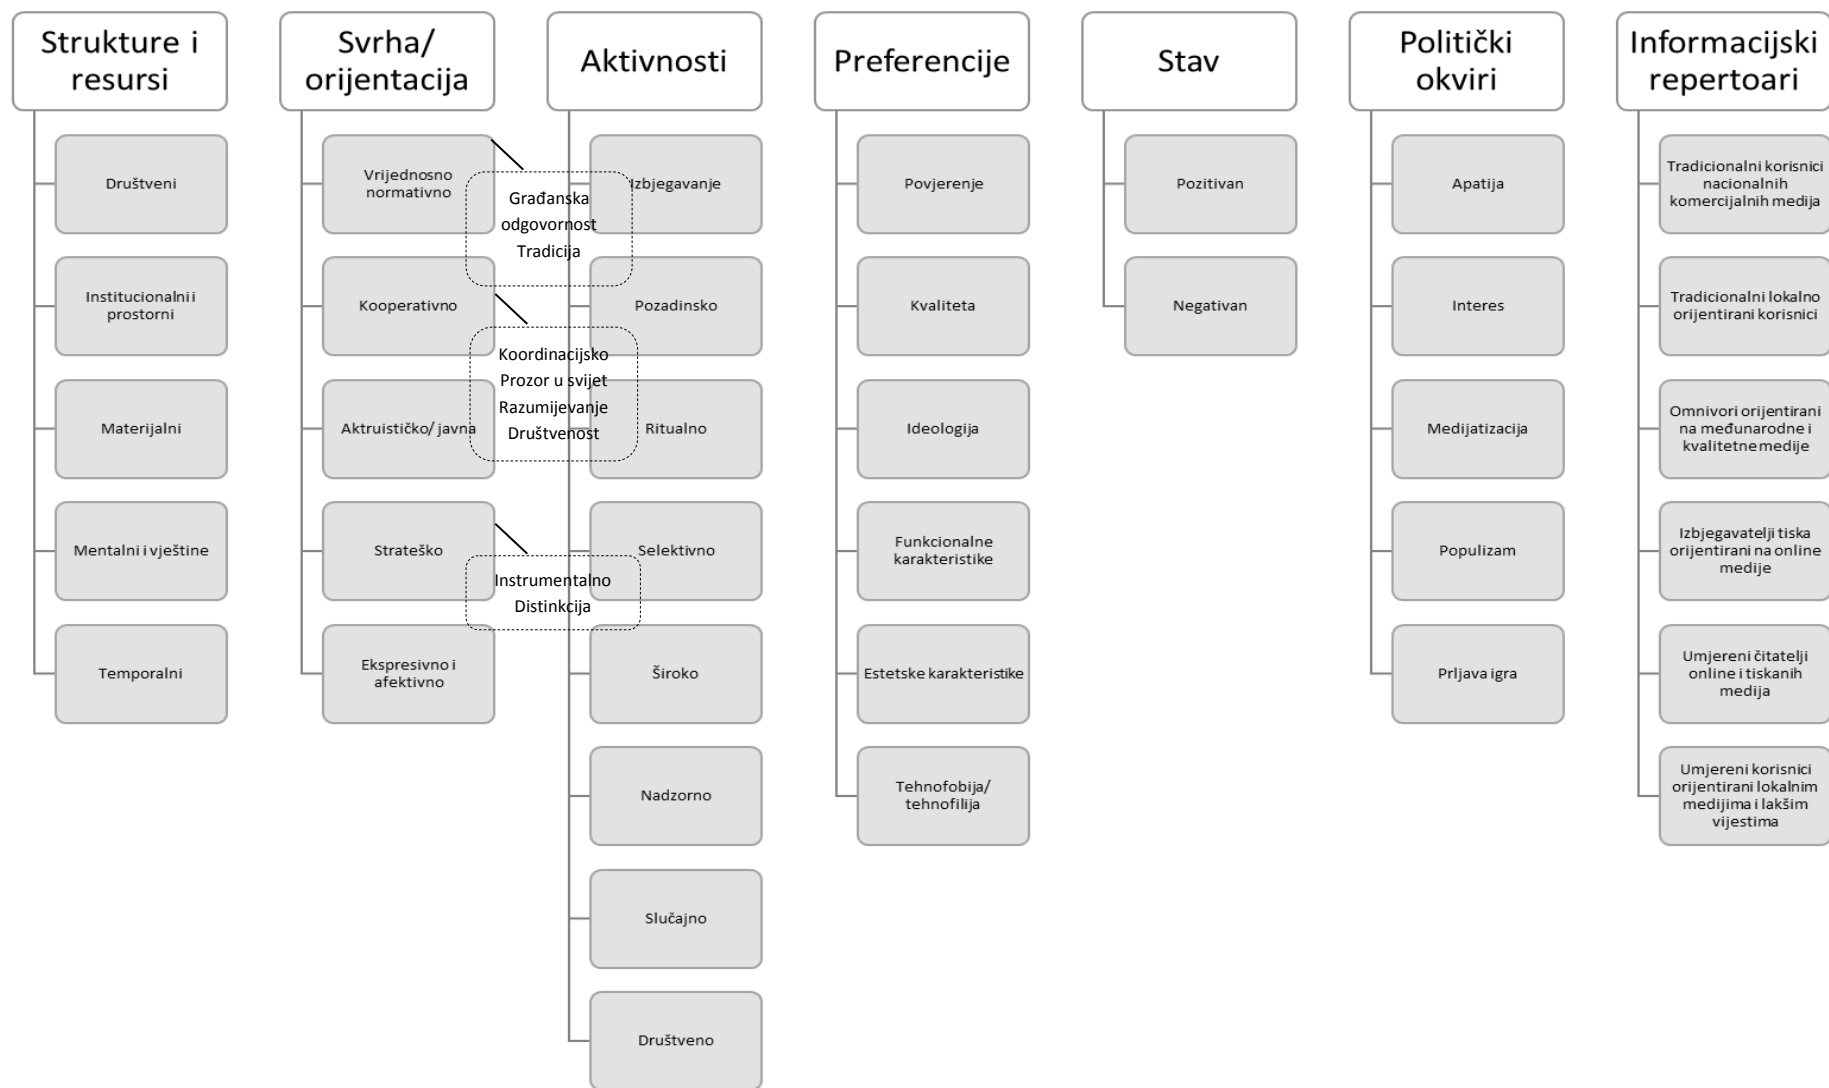 Strukture i
resursi
Društveni
Institucionalni i
prostorni
Materijalni
Mentalni i vještine
Temporalni
Svrha/
orijentacija
Vrijednosno
normativno
Građanska
odgovornost
Tradicija
Kooperativno
Koordinacijsko
Prozor u svijet
Razumijevanje
Društvenost
Aktruističko/ javna
Strateško
Instrumentalno
Distinkcija
Ekspresivno i
afektivno
Aktivnosti
Izbjegavanje
Pozadinsko
Ritualno
Selektivno
Široko
Nadzorno
Slučajno
Društveno
Preferencije
Povjerenje
Kvaliteta
Ideologija
Funkcionalne
karakteristike
Estetske karakteristike
Tehnofobija/
tehnofilija
Stav
Pozitivan
Negativan
Politički
okviri
Apatija
Interes
Medijatizacija
Populizam
Prljava igra
Informacijski
repertoari
Tradicionalni korisnici
nacionalnih
komercijalnih medija
Tradicionalni lokalno
orijentirani korisnici
Omnivori orijentirani
na međunarodne i
kvalitetne medije
Izbjegavatelji tiska
orijentirani na online
medije
Umjereni čitatelji
online i tiskanih
medija
Umjereni korisnici
orijentirani lokalnim
medijima i lakšim
vijestima